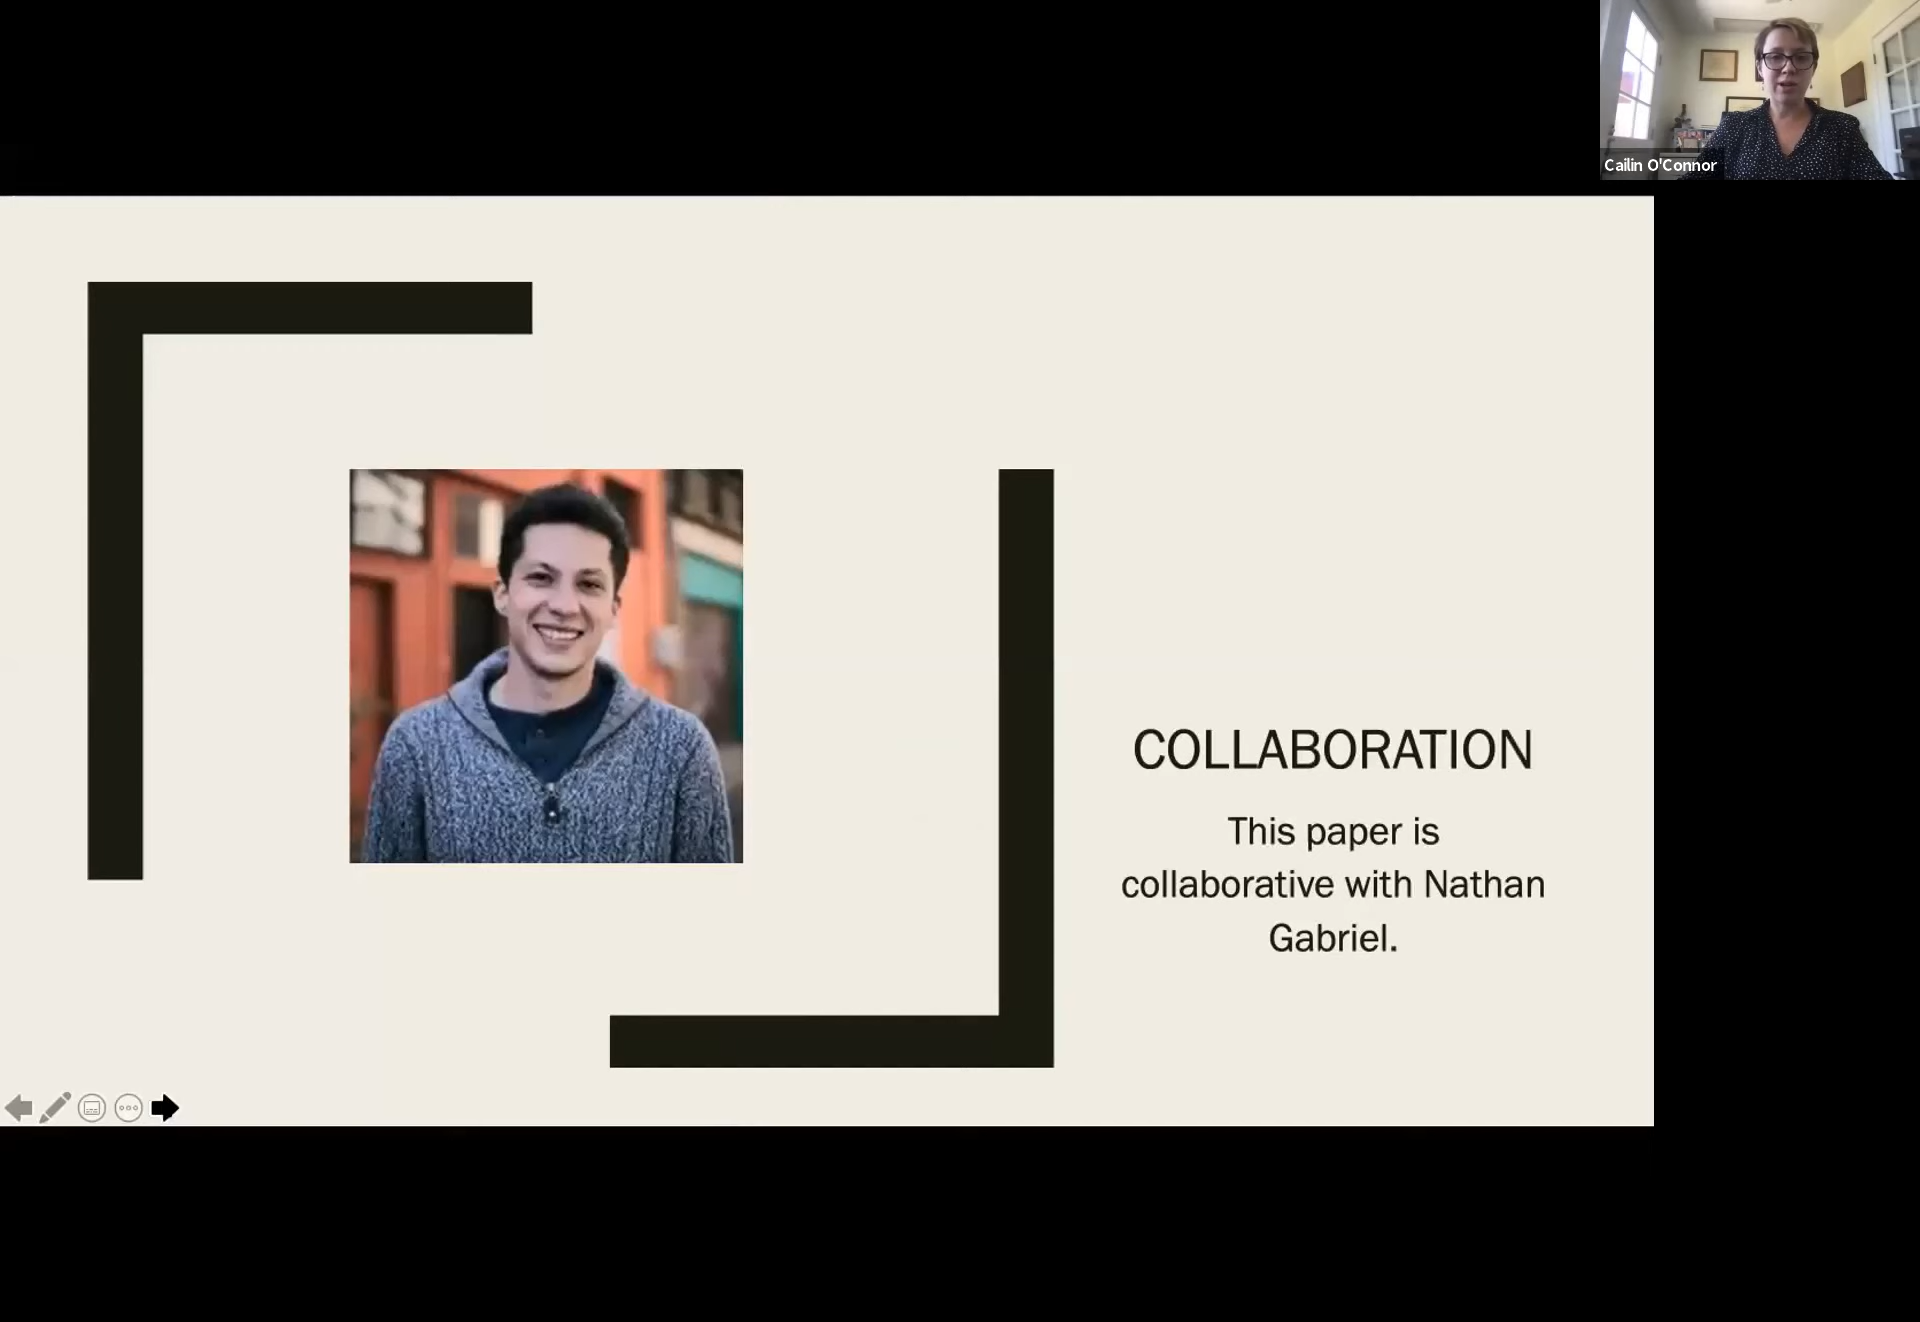 Cailin O'Connor
COLLABORATION
This paper is
collaborative with Nathan
Gabriel.